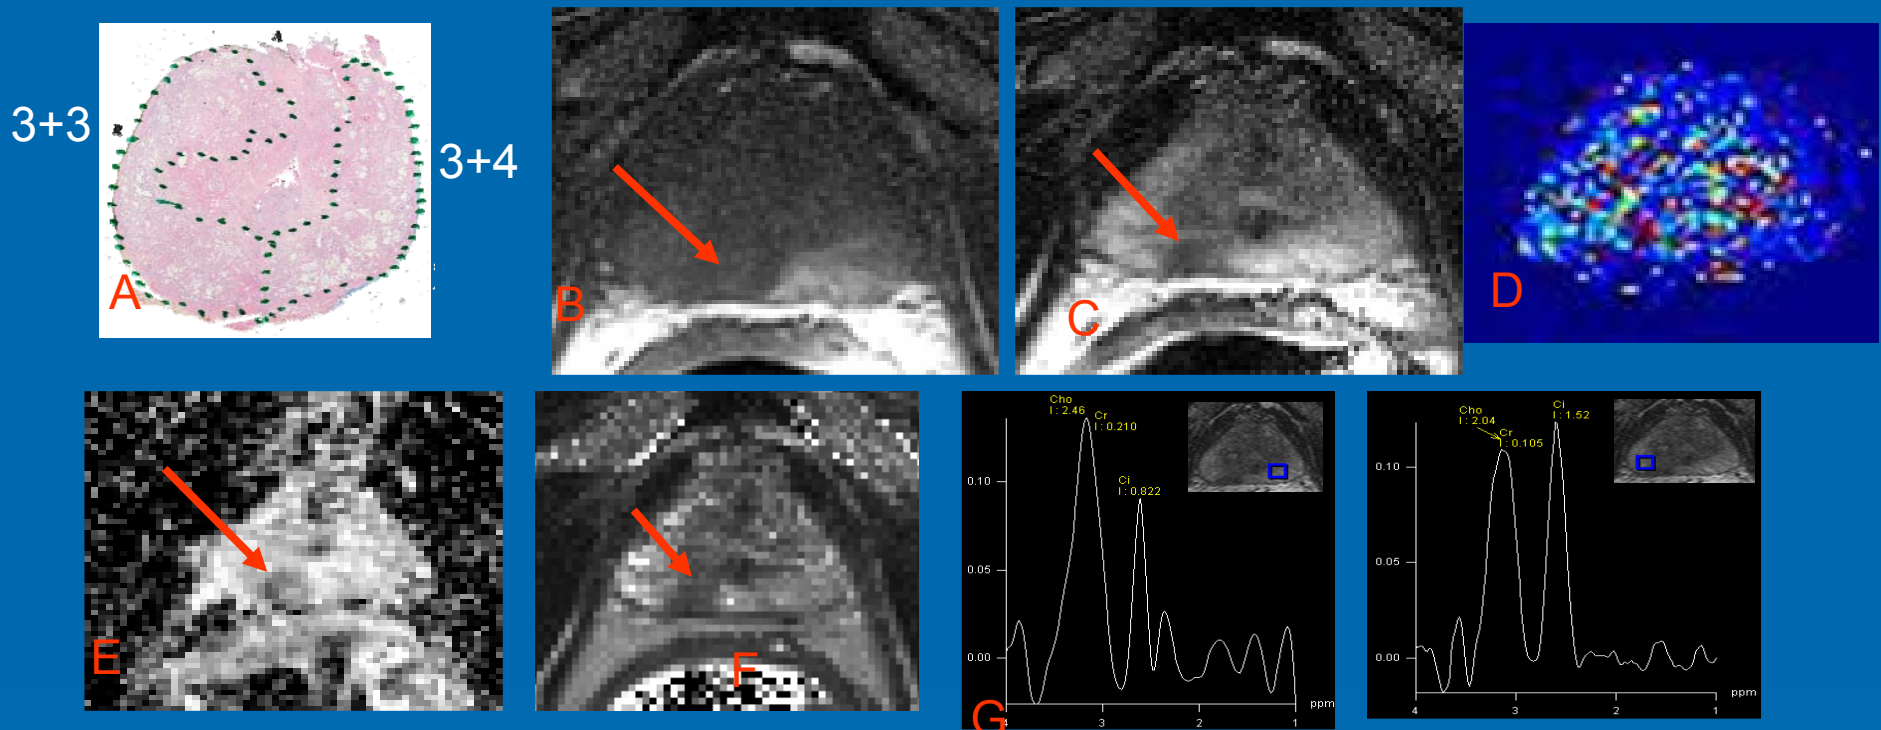 3+3
3+4
A
B
C
D
E
F
G
Cho
I : 2.46
Cr
I : 0.210
Ci
I : 0.822
0.10
0.05
0.00
4
3
2
1
ppm
Cho
I : 2.04
Cr
I : 0.105
Ci
I : 1.52
0.10
0.05
0.00
4
3
2
1
ppm